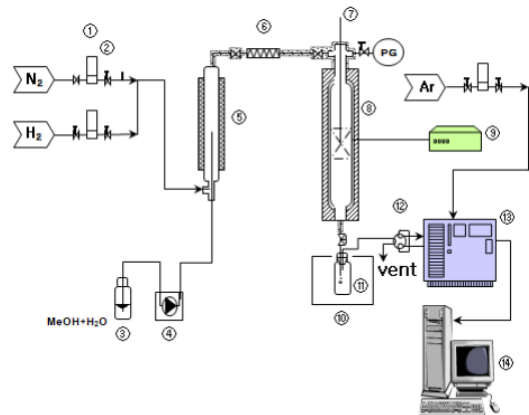 ①
②
N₂
H₂
③
MeOH+H₂O
④
⑤
⑥
⑦
PG
⑧
Ar
⑨
⑩
⑪
⑫
vent
⑬
⑭